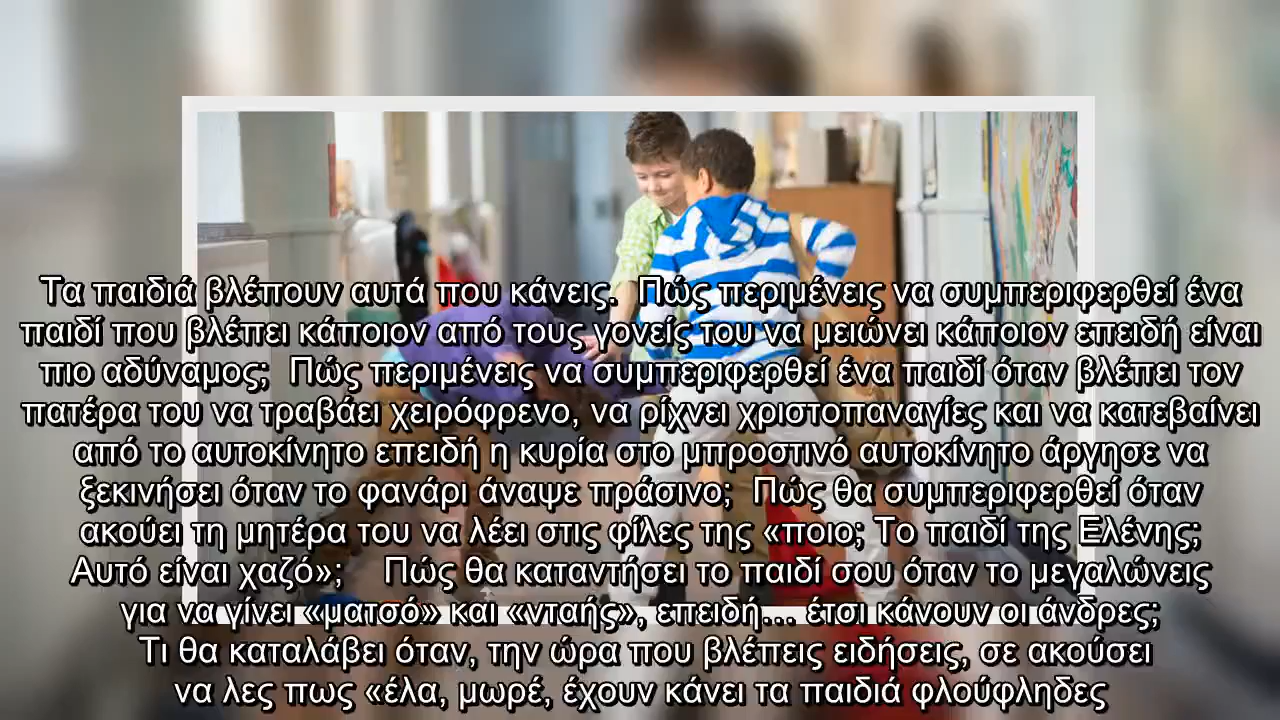 Τα παιδιά βλέπουν αυτά που κάνεις.  Πώς περιμένεις να συμπεριφερθεί ένα
παιδί που βλέπει κάποιον από τους γονείς του να μειώνει κάποιον επειδή είναι
πιο αδύναμος;  Πώς περιμένεις να συμπεριφερθεί ένα παιδί όταν βλέπει τον
πατέρα του να τραβάει χειρόφρενο, να ρίχνει χριστοπαναγίες και να κατεβαίνει
από το αυτοκίνητο επειδή η κυρία στο μπροστινό αυτοκίνητο άργησε να
ξεκινήσει όταν το φανάρι άναψε πράσινο;  Πώς θα συμπεριφερθεί όταν
ακούει τη μητέρα του να λέει στις φίλες της «ποιο; Το παιδί της Ελένης;
Αυτό είναι χαζό»;    Πώς θα καταντήσει το παιδί σου όταν το μεγαλώνεις
για να γίνει «ματσό» και «νταής», επειδή… έτσι κάνουν οι άνδρες;
Τι θα καταλάβει όταν, την ώρα που βλέπεις ειδήσεις, σε ακούσει
να λες πως «έλα, μωρέ, έχουν κάνει τα παιδιά φλούφληδες